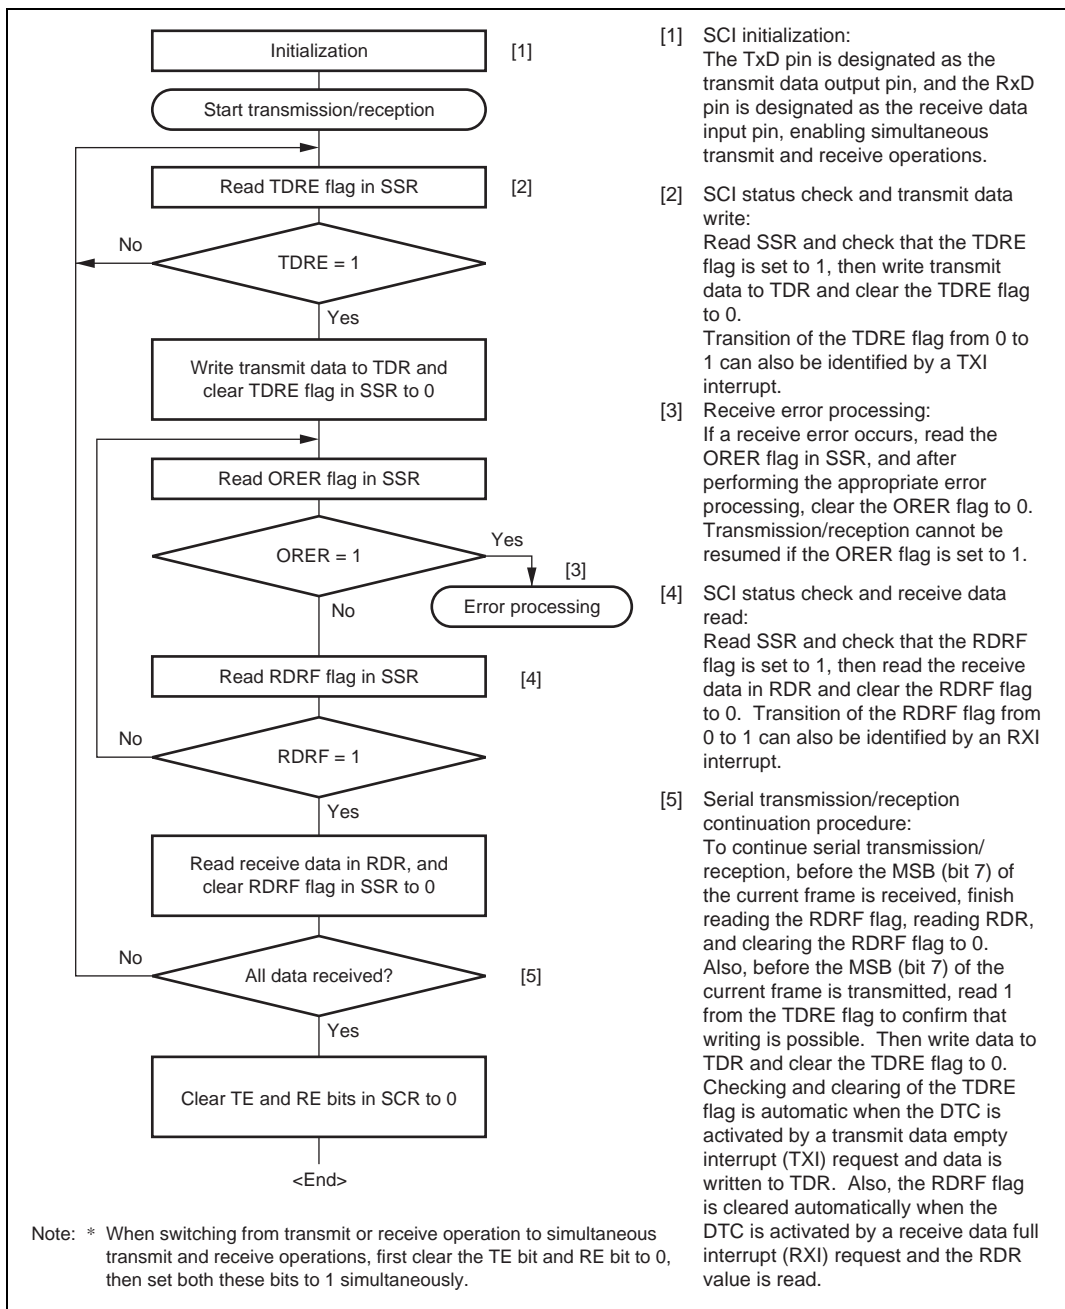 Initialization [1]
Start transmission/reception
Read TDRE flag in SSR [2]
No
TDRE = 1
Yes
Write transmit data to TDR and
clear TDRE flag in SSR to 0
Read ORER flag in SSR
ORER = 1
Yes
[3]
Error processing
No
Read RDRF flag in SSR [4]
No
RDRF = 1
Yes
Read receive data in RDR, and
clear RDRF flag in SSR to 0
No
All data received? [5]
Yes
Clear TE and RE bits in SCR to 0
<End>
[1] SCI initialization:
The TxD pin is designated as the
transmit data output pin, and the RxD
pin is designated as the receive data
input pin, enabling simultaneous
transmit and receive operations.
[2] SCI status check and transmit data
write:
Read SSR and check that the TDRE
flag is set to 1, then write transmit
data to TDR and clear the TDRE flag
to 0.
Transition of the TDRE flag from 0 to
1 can also be identified by a TXI
interrupt.
[3] Receive error processing:
If a receive error occurs, read the
ORER flag in SSR, and after
performing the appropriate error
processing, clear the ORER flag to 0.
Transmission/reception cannot be
resumed if the ORER flag is set to 1.
[4] SCI status check and receive data
read:
Read SSR and check that the RDRF
flag is set to 1, then read the receive
data in RDR and clear the RDRF flag
to 0. Transition of the RDRF flag from
0 to 1 can also be identified by an RXI
interrupt.
[5] Serial transmission/reception
continuation procedure:
To continue serial transmission/
reception, before the MSB (bit 7) of
the current frame is received, finish
reading the RDRF flag, reading RDR,
and clearing the RDRF flag to 0.
Also, before the MSB (bit 7) of the
current frame is transmitted, read 1
from the TDRE flag to confirm that
writing is possible. Then write data to
TDR and clear the TDRE flag to 0.
Checking and clearing of the TDRE
flag is automatic when the DTC is
activated by a transmit data empty
interrupt (TXI) request and data is
written to TDR. Also, the RDRF flag
is cleared automatically when the
DTC is activated by a receive data full
interrupt (RXI) request and the RDR
value is read.
Note: * When switching from transmit or receive operation to simultaneous
transmit and receive operations, first clear the TE bit and RE bit to 0,
then set both these bits to 1 simultaneously.